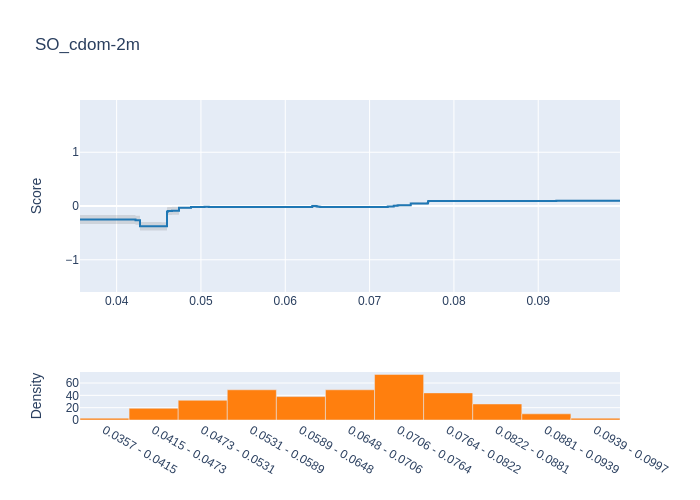 SO_cdom-2m
Score
1
0
−1
0.04 0.05 0.06 0.07 0.08 0.09
Density
60
40
20
0
0.0357 - 0.0415
0.0415 - 0.0473
0.0473 - 0.0531
0.0531 - 0.0589
0.0589 - 0.0648
0.0648 - 0.0706
0.0706 - 0.0764
0.0764 - 0.0822
0.0822 - 0.0881
0.0881 - 0.0939
0.0939 - 0.0997